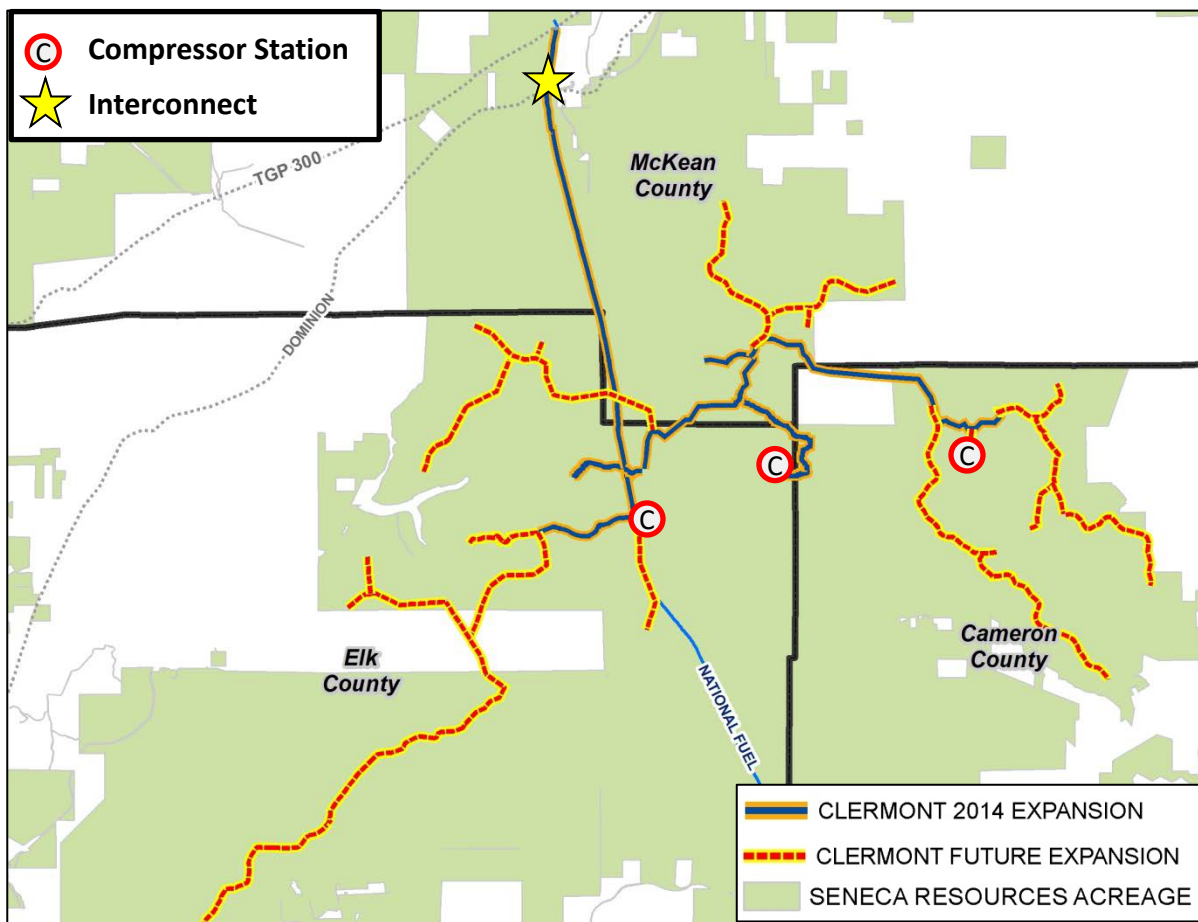 C Compressor Station
Interconnect
TGP 300
McKean
County
DOMINION
C
C
C
Elk
County
Cameron
County
NATIONAL FUEL
CLERMONT 2014 EXPANSION
CLERMONT FUTURE EXPANSION
SENECA RESOURCES ACREAGE